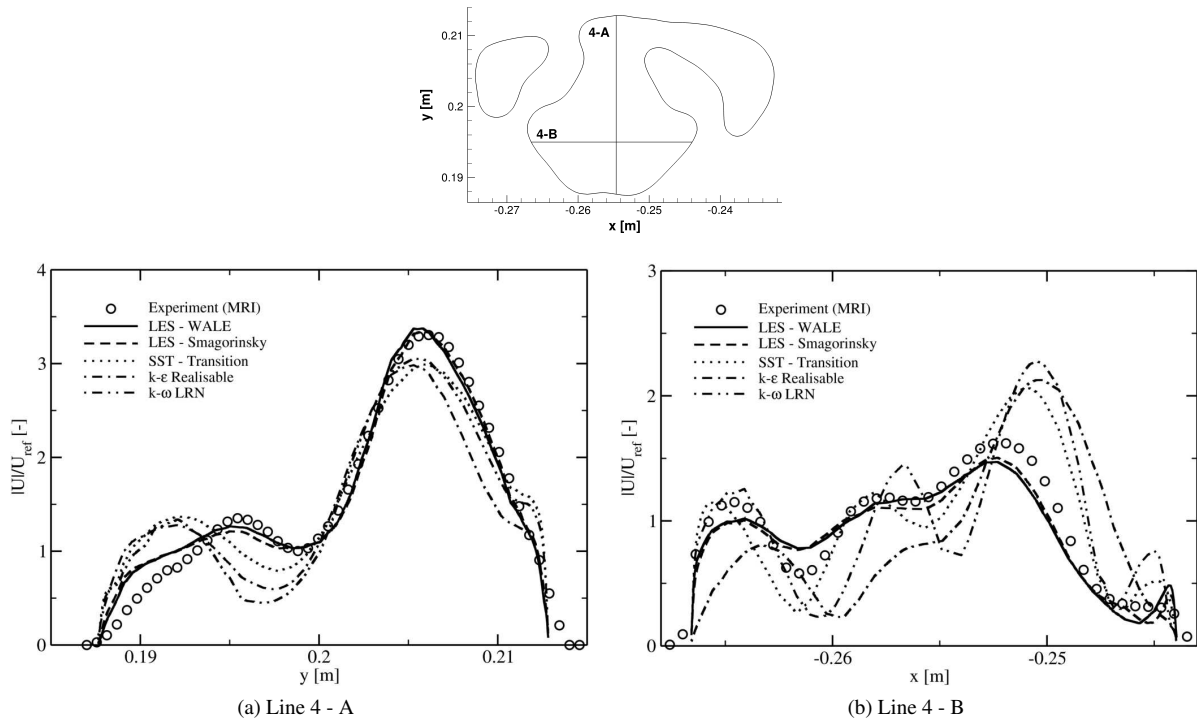 4-A
4-B
0.21
0.2
0.19
y [m]
-0.27
-0.26
-0.25
-0.24
x [m]
4
3
2
1
0
|U|/U_ref [-]
Experiment (MRI)
LES - WALE
LES - Smagorinsky
SST - Transition
k-ε Realisable
k-ω LRN
0.19
0.2
0.21
y [m]
(a) Line 4 - A
3
2
1
0
|U|/U_ref [-]
Experiment (MRI)
LES - WALE
LES - Smagorinsky
SST - Transition
k-ε Realisable
k-ω LRN
-0.26
-0.25
x [m]
(b) Line 4 - B